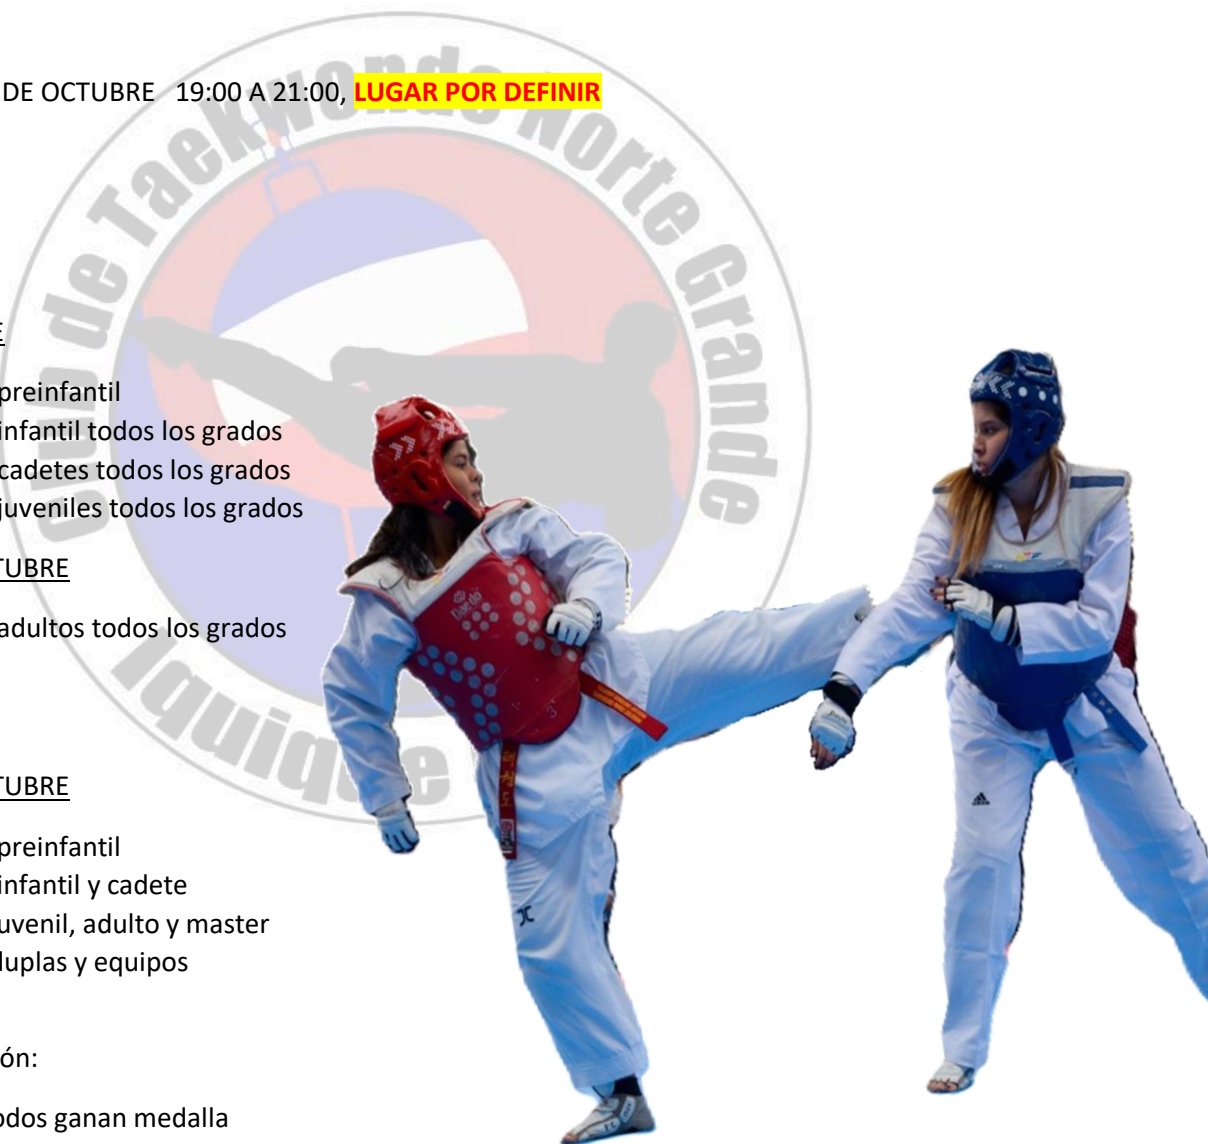 DE OCTUBRE 19:00 A 21:00, LUGAR POR DEFINIR
Club de Taekwondo Norte Grande
preinfantil
infantil todos los grados
cadetes todos los grados
juveniles todos los grados
TUBRE
adultos todos los grados
Iquique
TUBRE
preinfantil
infantil y cadete
uvenil, adulto y master
duplas y equipos
ón:
odos ganan medalla
Daedo